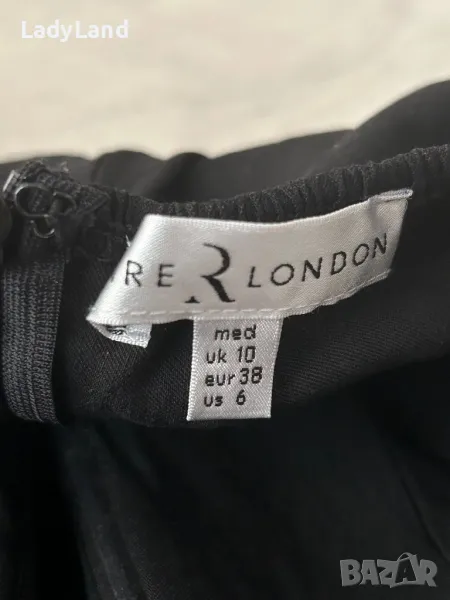 LadyLand
RE R LONDON
med
uk 10
eur 38
us 6
BAZAR